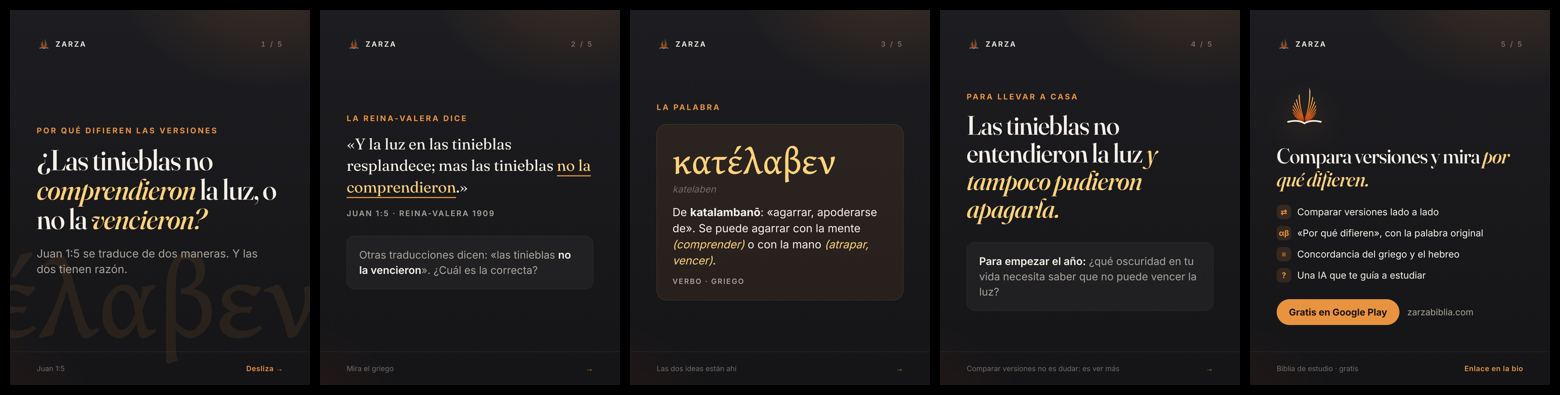 ZARZA
1 / 5
POR QUÉ DIFIEREN LAS VERSIONES
¿Las tinieblas no
comprendieron la luz, o
no la vencieron?
Juan 1:5 se traduce de dos maneras. Y las
dos tienen razón.
έλαβεν
Juan 1:5
Desliza →
ZARZA
2 / 5
LA REINA-VALERA DICE
«Y la luz en las tinieblas
resplandece; mas las tinieblas no la
comprendieron.»
JUAN 1:5 · REINA-VALERA 1909
Otras traducciones dicen: «las tinieblas no
la vencieron». ¿Cuál es la correcta?
Mira el griego
→
ZARZA
3 / 5
LA PALABRA
κατέλαβεν
katelaben
De katalambanō: «agarrar, apoderarse
de». Se puede agarrar con la mente
(comprender) o con la mano (atrapar,
vencer).
VERBO · GRIEGO
Las dos ideas están ahí
→
ZARZA
4 / 5
PARA LLEVAR A CASA
Las tinieblas no
entendieron la luz y
tampoco pudieron
apagarla.
Para empezar el año: ¿qué oscuridad en tu
vida necesita saber que no puede vencer la
luz?
Comparar versiones no es dudar: es ver más
→
ZARZA
5 / 5
Compara versiones y mira por
qué difieren.
⇄ Comparar versiones lado a lado
αβ «Por qué difieren», con la palabra original
≡ Concordancia del griego y el hebreo
? Una IA que te guía a estudiar
Gratis en Google Play
zarzabiblia.com
Biblia de estudio · gratis
Enlace en la bio